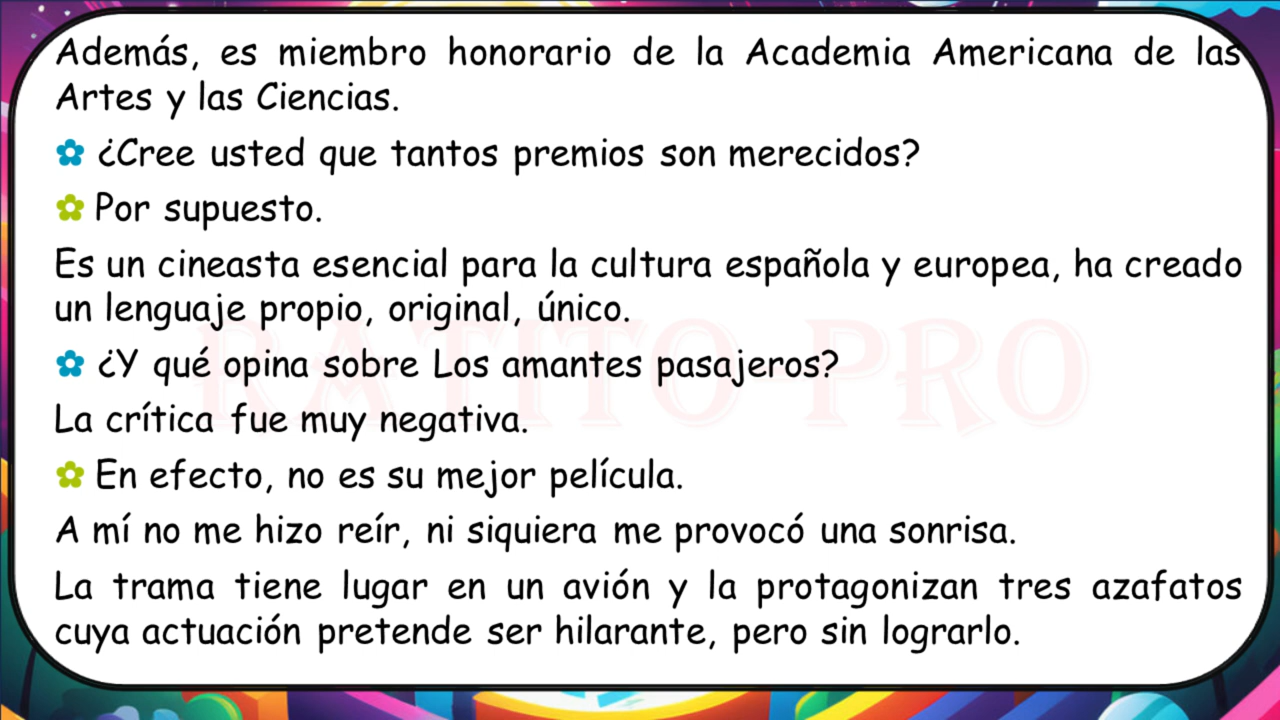 Además, es miembro honorario de la Academia Americana de las
Artes y las Ciencias.
¿Cree usted que tantos premios son merecidos?
Por supuesto.
Es un cineasta esencial para la cultura española y europea, ha creado
un lenguaje propio, original, único.
¿Y qué opina sobre Los amantes pasajeros?
La crítica fue muy negativa.
En efecto, no es su mejor película.
A mí no me hizo reír, ni siquiera me provocó una sonrisa.
La trama tiene lugar en un avión y la protagonizan tres azafatos
cuya actuación pretende ser hilarante, pero sin lograrlo.
RATITO-PRO